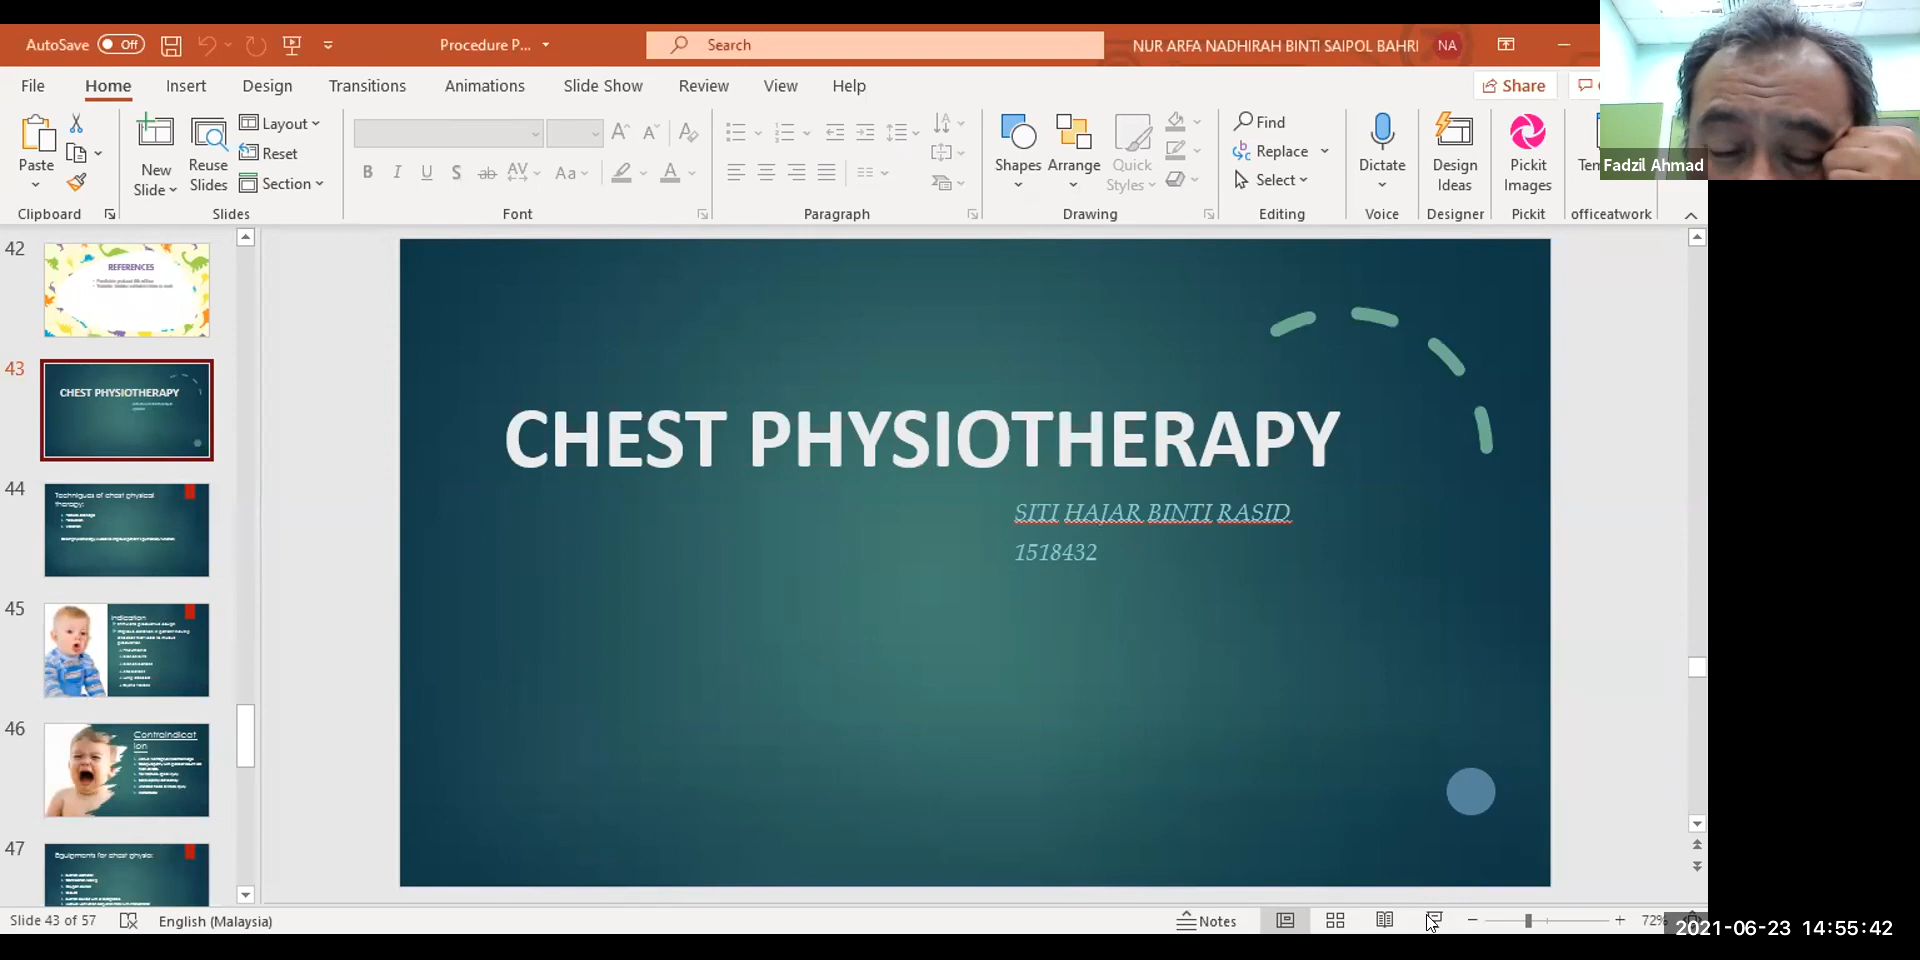 AutoSave Off Procedure P... Search NUR ARFA NADHIRAH BINTI SAIPOL BAHRI NA
File Home Insert Design Transitions Animations Slide Show Review View Help Share
Paste New Slide Reuse Slides Layout Reset Section
B I U S ab AV Aa A
Shapes Arrange Quick Styles Find Replace Select Dictate Design Ideas Pickit Images
Clipboard Slides Font Paragraph Drawing Editing Voice Designer Pickit officeatwork
Fadzil Ahmad
42
REFERENCES
43
CHEST PHYSIOTHERAPY
44
Techniques of chest physical therapy:
45
Indication
46
Contraindicat
ion
47
Equipments for chest physio:
CHEST PHYSIOTHERAPY
SITI HAJAR BINTI RASID
1518432
Slide 43 of 57 English (Malaysia) Notes 72%
2021-06-23 14:55:42